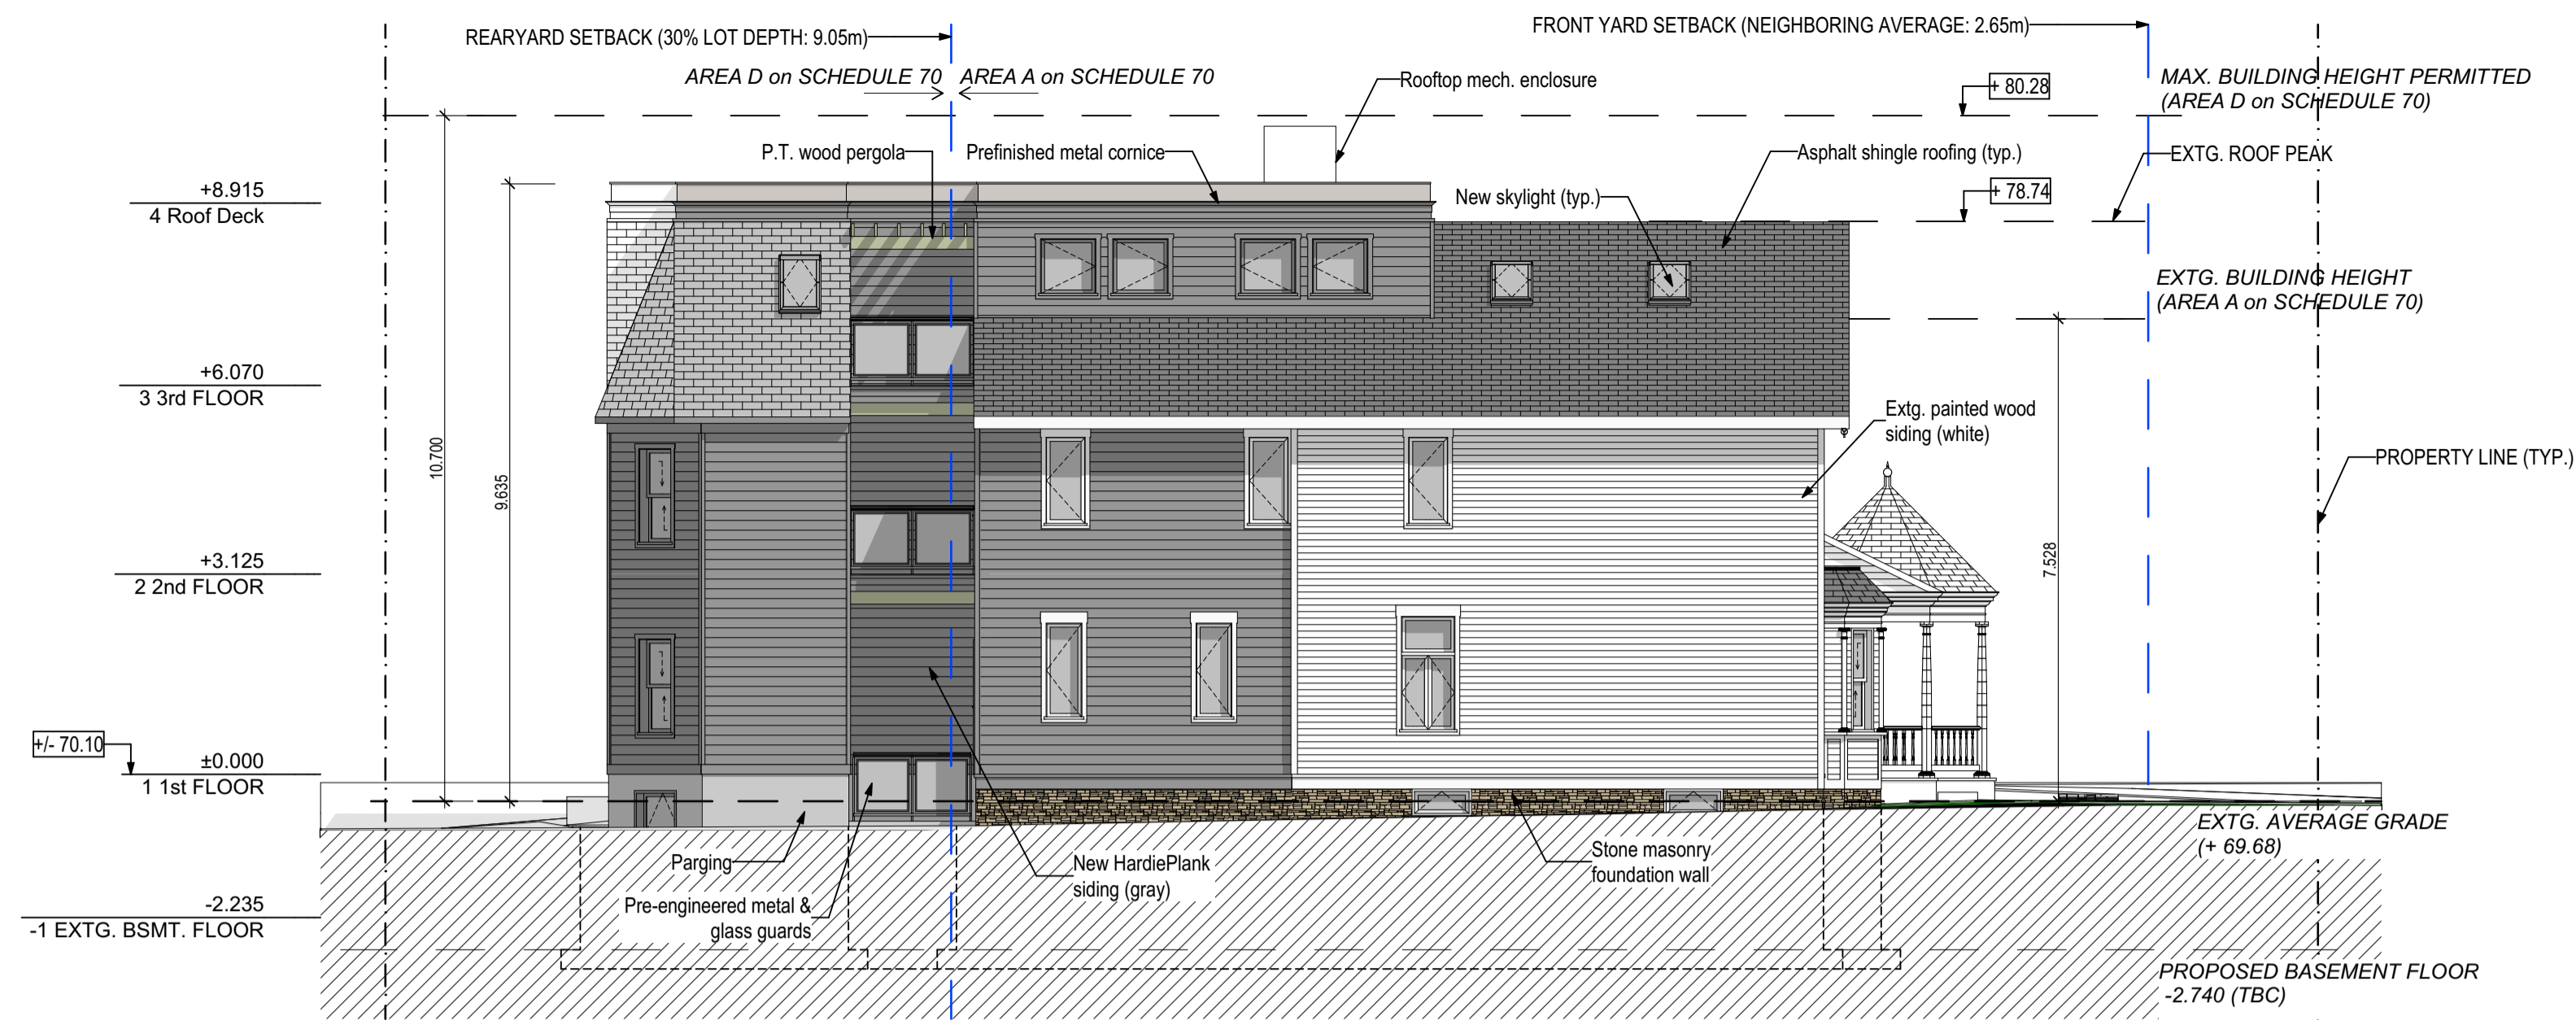 REARYARD SETBACK (30% LOT DEPTH: 9.05m)
FRONT YARD SETBACK (NEIGHBORING AVERAGE: 2.65m)
AREA D on SCHEDULE 70
AREA A on SCHEDULE 70
Rooftop mech. enclosure
+ 80.28
MAX. BUILDING HEIGHT PERMITTED
(AREA D on SCHEDULE 70)
P.T. wood pergola
Prefinished metal cornice
Asphalt shingle roofing (typ.)
EXTG. ROOF PEAK
+8.915
4 Roof Deck
New skylight (typ.)
+ 78.74
EXTG. BUILDING HEIGHT
(AREA A on SCHEDULE 70)
+6.070
3 3rd FLOOR
Extg. painted wood
siding (white)
10.700
9.635
PROPERTY LINE (TYP.)
+3.125
2 2nd FLOOR
7.528
+/- 70.10
±0.000
1 1st FLOOR
EXTG. AVERAGE GRADE
(+ 69.68)
Parging
New HardiePlank
siding (gray)
Stone masonry
foundation wall
Pre-engineered metal &
glass guards
-2.235
-1 EXTG. BSMT. FLOOR
PROPOSED BASEMENT FLOOR
-2.740 (TBC)